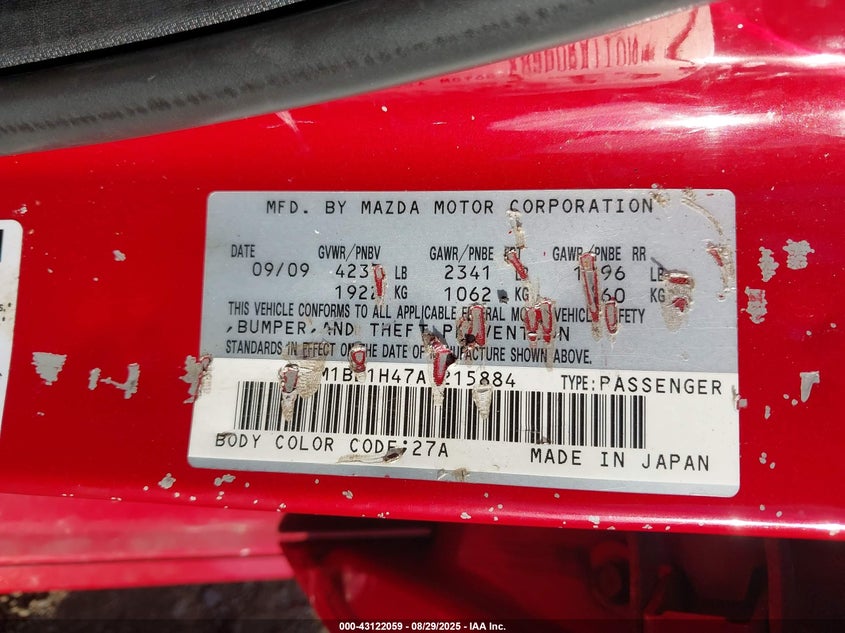 MFD. BY MAZDA MOTOR CORPORATION
DATE GVWR/PNBV GAWR/PNBE GAWR/PNBE RR
09/09 LB 2341 LB
KG 1062 KG KG
THIS VEHICLE CONFORMS TO ALL APPLICABLE VEHICLE
,BUMPER, AND THEFT
STANDARDS IN EFFECT ON THE DATE OF SHOWN ABOVE.
TYPE:PASSENGER
BODY COLOR CODE:27A MADE IN JAPAN
000-43122059 - 08/29/2025 - IAA Inc.